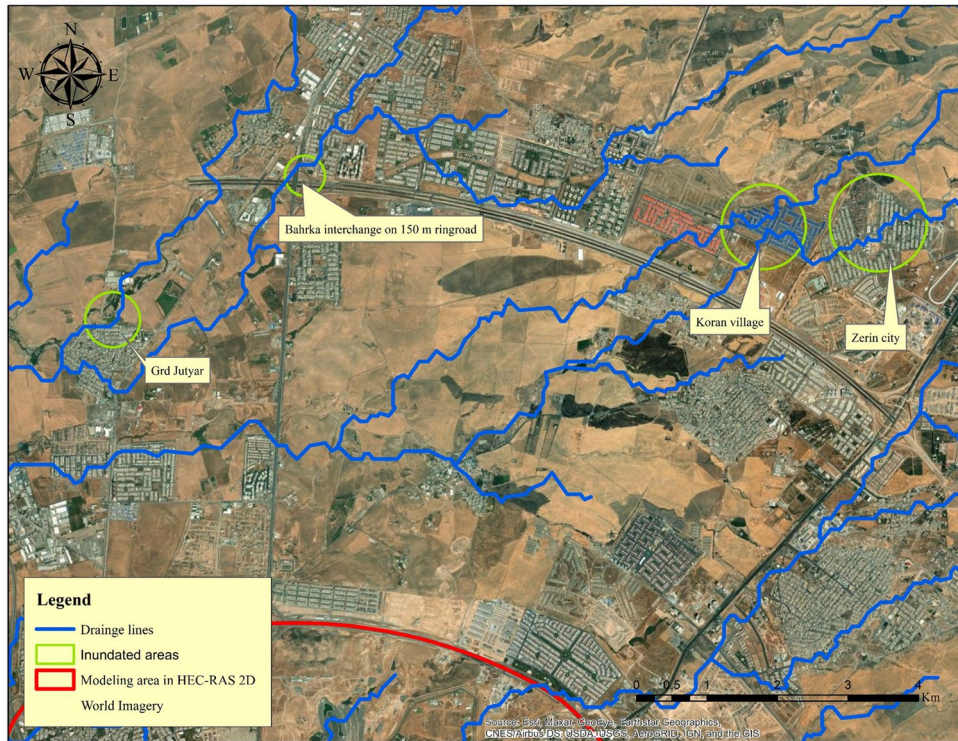 N
W E
S
Bahrka interchange on 150 m ringroad
Koran village
Zerin city
Grd Jutyar
Legend
Drainge lines
Inundated areas
Modeling area in HEC-RAS 2D
World Imagery
0 0.5 1 2 3 4
Km
Source: Esri, Maxar, GeoEye, Earthstar Geographics,
CNES/Airbus DS, USDA, USGS, AeroGRID, IGN, and the GIS